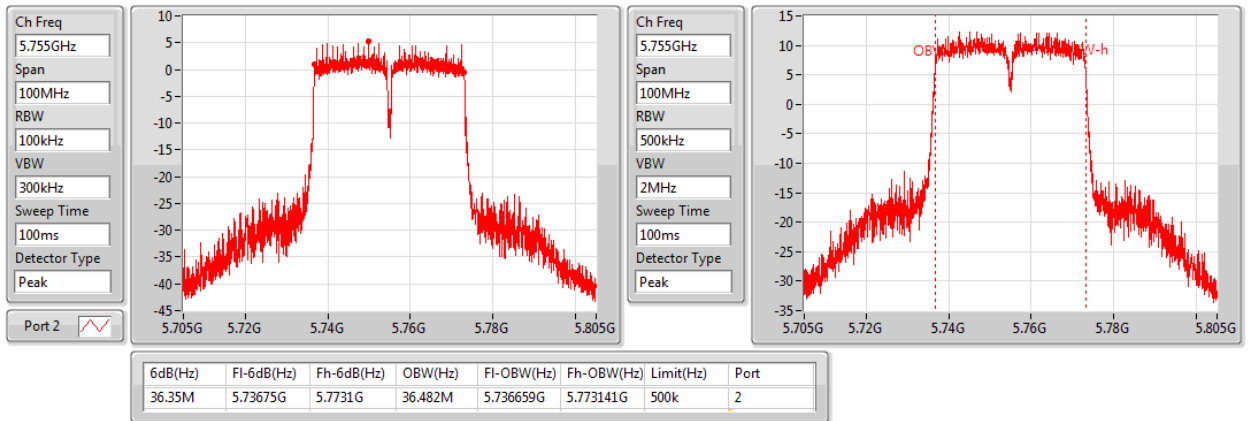 Ch Freq
5.755GHz
Span
100MHz
RBW
100kHz
VBW
300kHz
Sweep Time
100ms
Detector Type
Peak
Port 2
10
5
0
-5
-10
-15
-20
-25
-30
-35
-40
-45
5.705G 5.72G 5.74G 5.76G 5.78G 5.805G
Ch Freq
5.755GHz
Span
100MHz
RBW
500kHz
VBW
2MHz
Sweep Time
100ms
Detector Type
Peak
15
10
5
0
-5
-10
-15
-20
-25
-30
-35
5.705G 5.72G 5.74G 5.76G 5.78G 5.805G
6dB(Hz) Fl-6dB(Hz) Fh-6dB(Hz) OBW(Hz) Fl-OBW(Hz) Fh-OBW(Hz) Limit(Hz) Port
36.35M 5.73675G 5.7731G 36.482M 5.736659G 5.773141G 500k 2